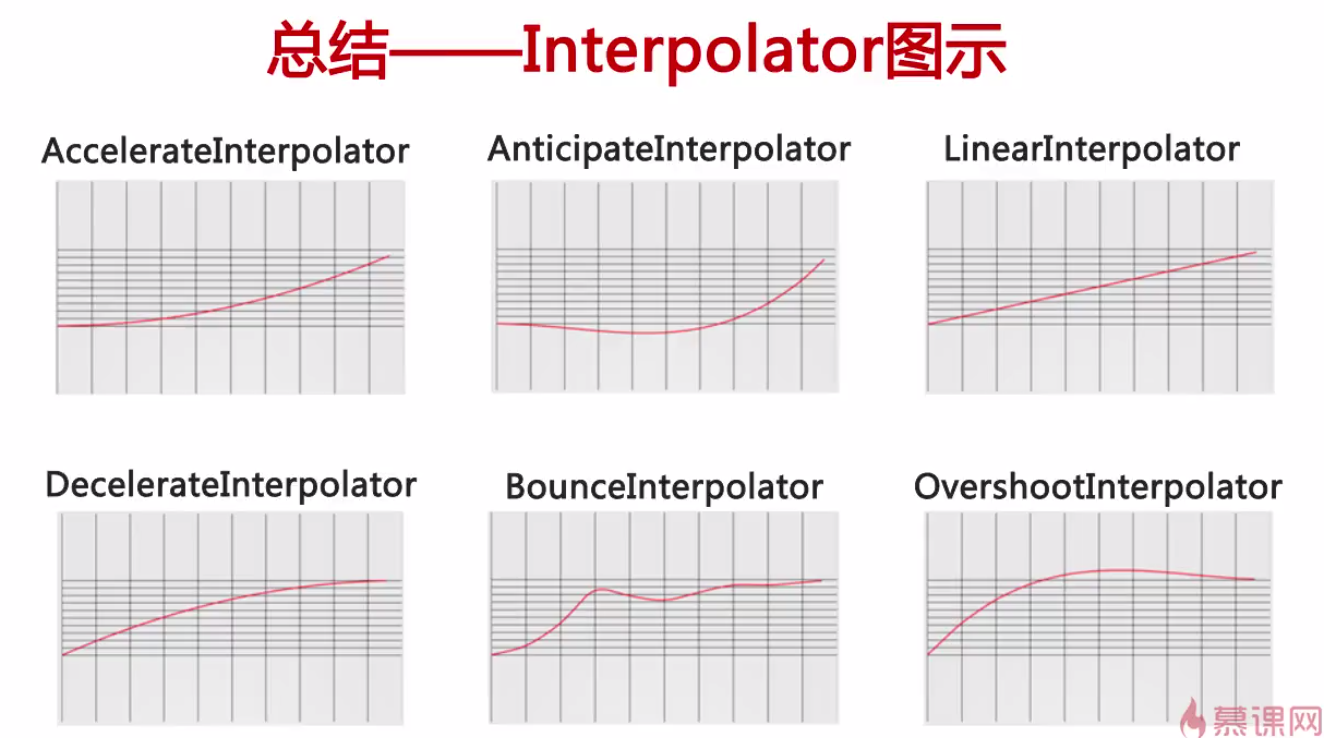 总结——Interpolator图示
AccelerateInterpolator
AnticipateInterpolator
LinearInterpolator
DecelerateInterpolator
BounceInterpolator
OvershootInterpolator
慕课网